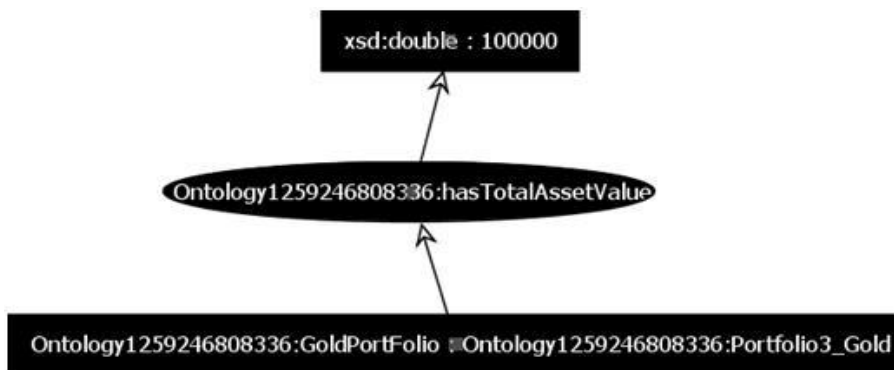 xsd:double : 100000
Ontology1259246808336:hasTotalAssetValue
Ontology1259246808336:GoldPortFolio : Ontology1259246808336:Portfolio3_Gold